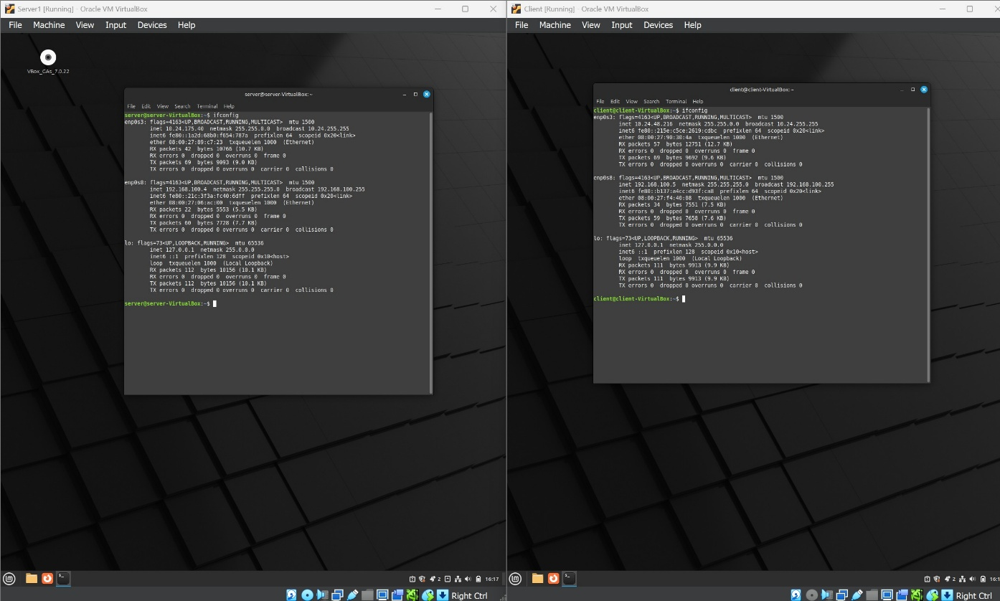 Server1 [Running] - Oracle VM VirtualBox
File Machine View Input Devices Help
VBox_GAs_7.0.22
server@server-VirtualBox: ~
File Edit View Search Terminal Help
server@server-VirtualBox:~$ ifconfig
enp0s3: flags=4163<UP,BROADCAST,RUNNING,MULTICAST>  mtu 1500
inet 10.24.175.40  netmask 255.255.0.0  broadcast 10.24.255.255
inet6 fe80::1a2d:68b0:f654:787a  prefixlen 64  scopeid 0x20<link>
ether 08:00:27:89:c7:23  txqueuelen 1000  (Ethernet)
RX packets 42  bytes 10766 (10.7 KB)
RX errors 0  dropped 0  overruns 0  frame 0
TX packets 69  bytes 9093 (9.0 KB)
TX errors 0  dropped 0 overruns 0  carrier 0  collisions 0
enp0s8: flags=4163<UP,BROADCAST,RUNNING,MULTICAST>  mtu 1500
inet 192.168.100.4  netmask 255.255.255.0  broadcast 192.168.100.255
inet6 fe80::21c:3f3a:fc40:6dff  prefixlen 64  scopeid 0x20<link>
ether 08:00:27:06:ac:00  txqueuelen 1000  (Ethernet)
RX packets 22  bytes 5553 (5.5 KB)
RX errors 0  dropped 0  overruns 0  frame 0
TX packets 60  bytes 7728 (7.7 KB)
TX errors 0  dropped 0 overruns 0  carrier 0  collisions 0
lo: flags=73<UP,LOOPBACK,RUNNING>  mtu 65536
inet 127.0.0.1  netmask 255.0.0.0
inet6 ::1  prefixlen 128  scopeid 0x10<host>
loop  txqueuelen 1000  (Local Loopback)
RX packets 112  bytes 10156 (10.1 KB)
RX errors 0  dropped 0  overruns 0  frame 0
TX packets 112  bytes 10156 (10.1 KB)
TX errors 0  dropped 0 overruns 0  carrier 0  collisions 0
server@server-VirtualBox:~$
2
16:17
Right Ctrl
Client [Running] - Oracle VM VirtualBox
File Machine View Input Devices Help
client@client-VirtualBox: ~
File Edit View Search Terminal Help
client@client-VirtualBox:~$ ifconfig
enp0s3: flags=4163<UP,BROADCAST,RUNNING,MULTICAST>  mtu 1500
inet 10.24.48.216  netmask 255.255.0.0  broadcast 10.24.255.255
inet6 fe80::215e:c5ce:2619:cdbc  prefixlen 64  scopeid 0x20<link>
ether 08:00:27:90:30:4a  txqueuelen 1000  (Ethernet)
RX packets 57  bytes 12751 (12.7 KB)
RX errors 0  dropped 0  overruns 0  frame 0
TX packets 69  bytes 9692 (9.6 KB)
TX errors 0  dropped 0 overruns 0  carrier 0  collisions 0
enp0s8: flags=4163<UP,BROADCAST,RUNNING,MULTICAST>  mtu 1500
inet 192.168.100.5  netmask 255.255.255.0  broadcast 192.168.100.255
inet6 fe80::b137:a4cc:d93f:ca8  prefixlen 64  scopeid 0x20<link>
ether 08:00:27:f4:40:08  txqueuelen 1000  (Ethernet)
RX packets 34  bytes 7551 (7.5 KB)
RX errors 0  dropped 0  overruns 0  frame 0
TX packets 59  bytes 7658 (7.6 KB)
TX errors 0  dropped 0 overruns 0  carrier 0  collisions 0
lo: flags=73<UP,LOOPBACK,RUNNING>  mtu 65536
inet 127.0.0.1  netmask 255.0.0.0
inet6 ::1  prefixlen 128  scopeid 0x10<host>
loop  txqueuelen 1000  (Local Loopback)
RX packets 111  bytes 9913 (9.9 KB)
RX errors 0  dropped 0  overruns 0  frame 0
TX packets 111  bytes 9913 (9.9 KB)
TX errors 0  dropped 0 overruns 0  carrier 0  collisions 0
client@client-VirtualBox:~$
2
16:1
Right Ctrl